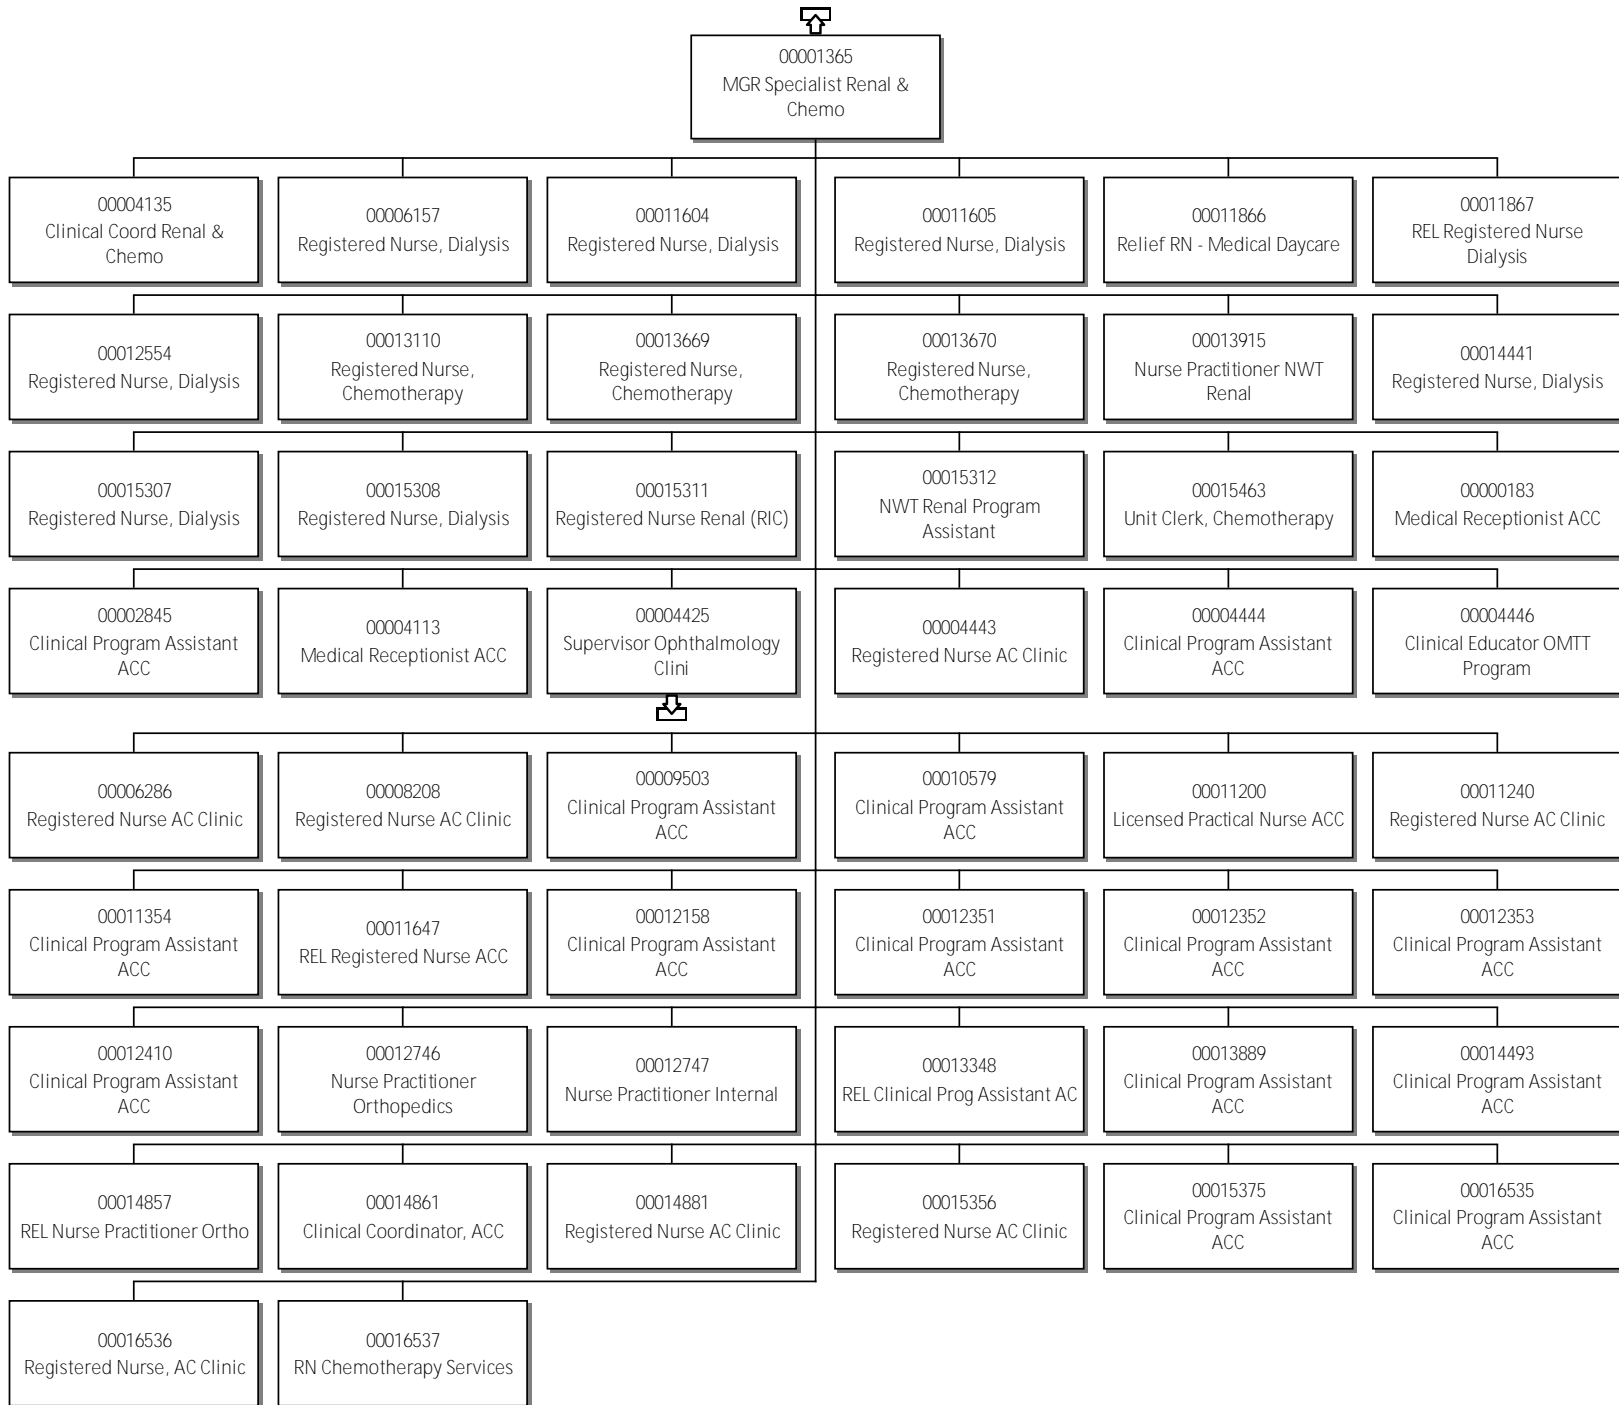 00001365
MGR Specialist Renal &
Chemo
00004135
Clinical Coord Renal &
Chemo
00006157
Registered Nurse, Dialysis
00011604
Registered Nurse, Dialysis
00011605
Registered Nurse, Dialysis
00011866
Relief RN - Medical Daycare
00011867
REL Registered Nurse
Dialysis
00012554
Registered Nurse, Dialysis
00013110
Registered Nurse,
Chemotherapy
00013669
Registered Nurse,
Chemotherapy
00013670
Registered Nurse,
Chemotherapy
00013915
Nurse Practitioner NWT
Renal
00014441
Registered Nurse, Dialysis
00015307
Registered Nurse, Dialysis
00015308
Registered Nurse, Dialysis
00015311
Registered Nurse Renal (RIC)
00015312
NWT Renal Program
Assistant
00015463
Unit Clerk, Chemotherapy
00000183
Medical Receptionist ACC
00002845
Clinical Program Assistant
ACC
00004113
Medical Receptionist ACC
00004425
Supervisor Ophthalmology
Clini
00004443
Registered Nurse AC Clinic
00004444
Clinical Program Assistant
ACC
00004446
Clinical Educator OMTT
Program
00006286
Registered Nurse AC Clinic
00008208
Registered Nurse AC Clinic
00009503
Clinical Program Assistant
ACC
00010579
Clinical Program Assistant
ACC
00011200
Licensed Practical Nurse ACC
00011240
Registered Nurse AC Clinic
00011354
Clinical Program Assistant
ACC
00011647
REL Registered Nurse ACC
00012158
Clinical Program Assistant
ACC
00012351
Clinical Program Assistant
ACC
00012352
Clinical Program Assistant
ACC
00012353
Clinical Program Assistant
ACC
00012410
Clinical Program Assistant
ACC
00012746
Nurse Practitioner
Orthopedics
00012747
Nurse Practitioner Internal
00013348
REL Clinical Prog Assistant AC
00013889
Clinical Program Assistant
ACC
00014493
Clinical Program Assistant
ACC
00014857
REL Nurse Practitioner Ortho
00014861
Clinical Coordinator, ACC
00014881
Registered Nurse AC Clinic
00015356
Registered Nurse AC Clinic
00015375
Clinical Program Assistant
ACC
00016535
Clinical Program Assistant
ACC
00016536
Registered Nurse, AC Clinic
00016537
RN Chemotherapy Services